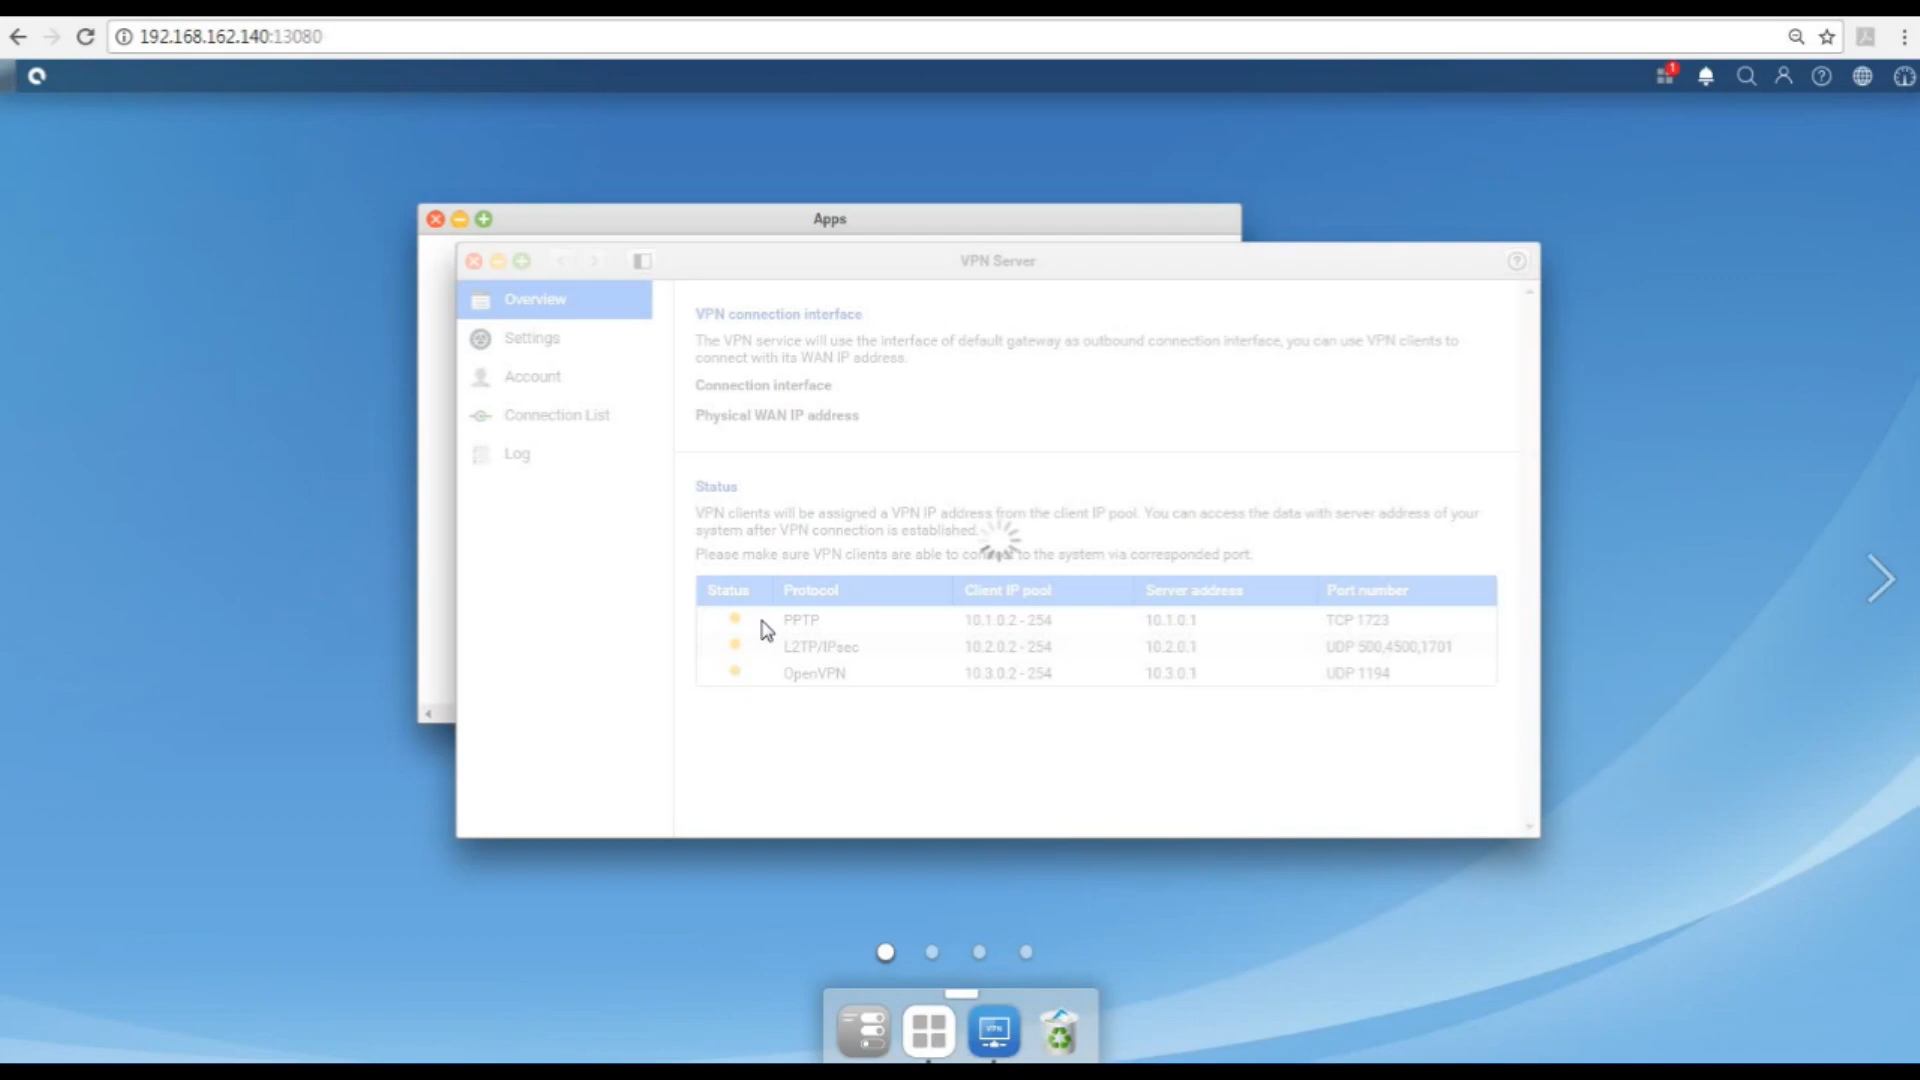 192.168.162.140:13080
1
Apps
VPN Server
Overview
Settings
Account
Connection List
Log
VPN connection interface
The VPN service will use the interface of default gateway as outbound connection interface, you can use VPN clients to
connect with its WAN IP address.
Connection interface
Physical WAN IP address
Status
VPN clients will be assigned a VPN IP address from the client IP pool. You can access the data with server address of your
system after VPN connection is established.
Please make sure VPN clients are able to connect to the system via corresponded port.
Status Protocol Client IP pool Server address Port number
PPTP 10.1.0.2 - 254 10.1.0.1 TCP 1723
L2TP/IPsec 10.2.0.2 - 254 10.2.0.1 UDP 500,4500,1701
OpenVPN 10.3.0.2 - 254 10.3.0.1 UDP 1194
VPN